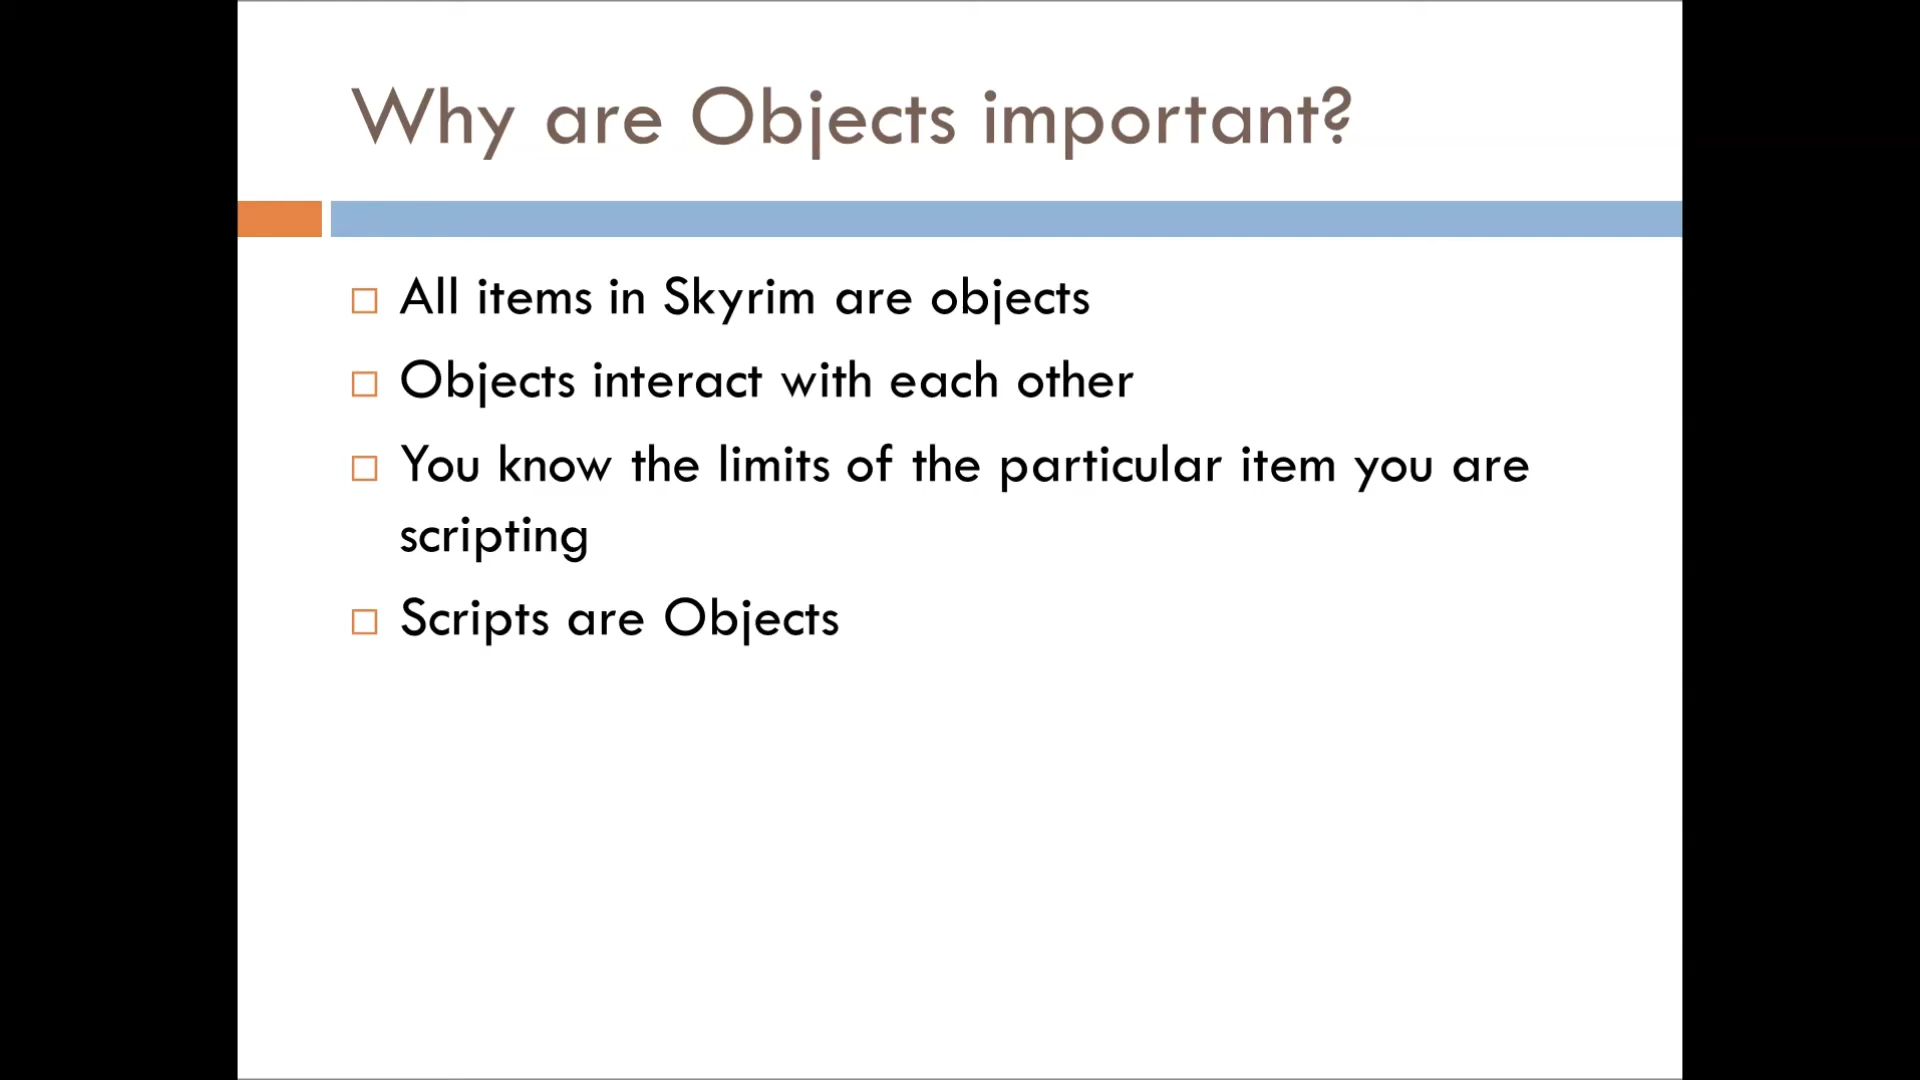 Why are Objects important?
All items in Skyrim are objects
Objects interact with each other
You know the limits of the particular item you are
scripting
Scripts are Objects